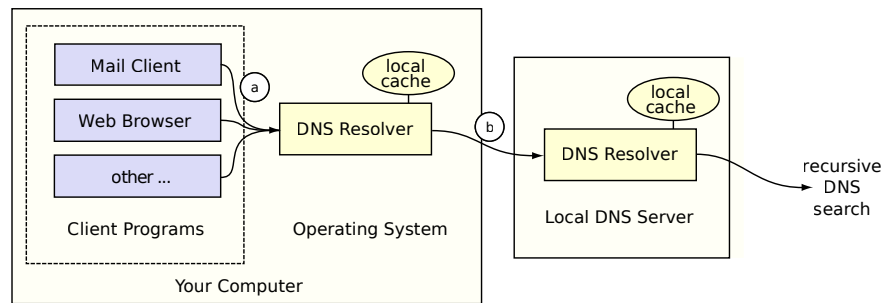 Mail Client
Web Browser
other ...
Client Programs
a
local
cache
DNS Resolver
Operating System
Your Computer
b
local
cache
DNS Resolver
Local DNS Server
recursive
DNS
search